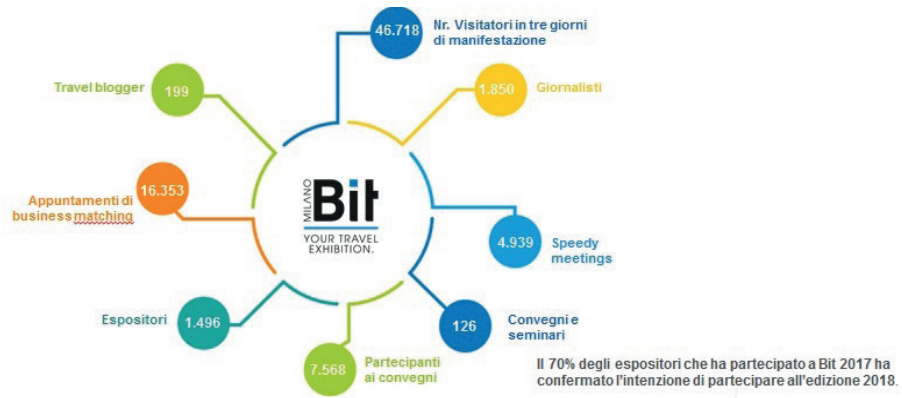 46.718
Nr. Visitatori in tre giorni
di manifestazione
1.850
Giornalisti
4.939
Speedy
meetings
126
Convegni e
seminari
7.568
Partecipanti
ai convegni
1.496
Espositori
16.353
Appuntamenti di
business matching
199
Travel blogger
MILANO
Bit
YOUR TRAVEL
EXHIBITION.
Il 70% degli espositori che ha partecipato a Bit 2017 ha
confermato l'intenzione di partecipare all'edizione 2018.